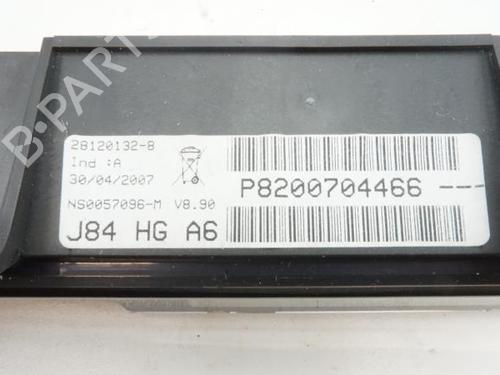 B-PARTS
28120132-8
Ind :A
30/04/2007
NS0057096-M V8.90
J84 HG A6
P8200704466 ---